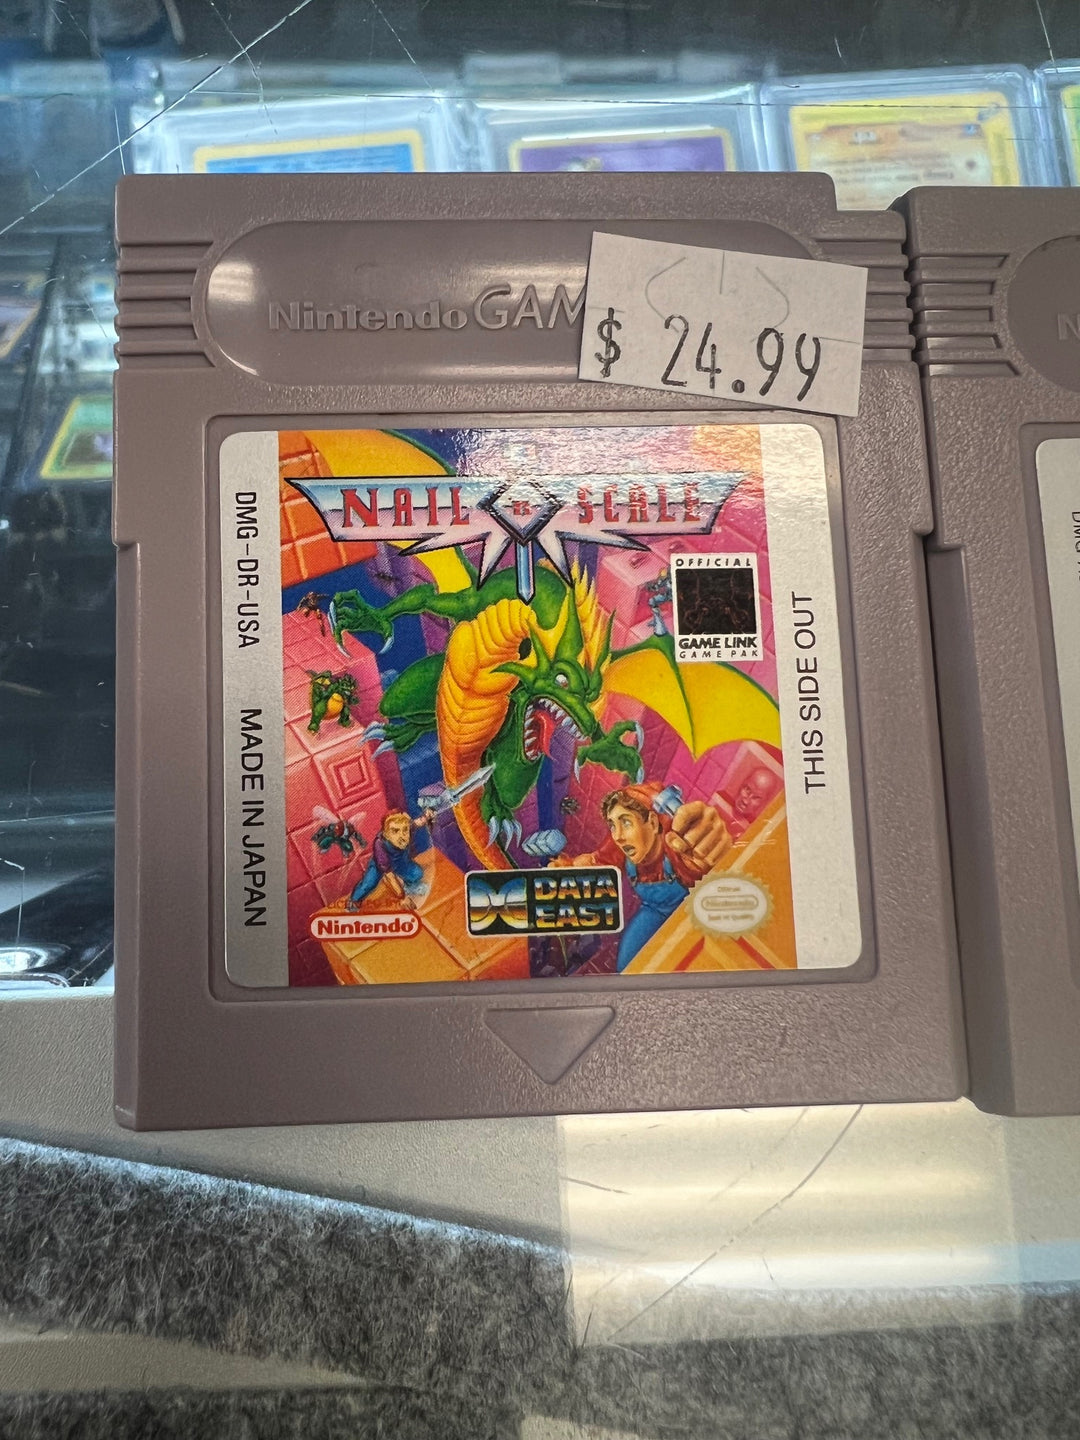 Nintendo GAM
$ 24.99
NAIL 'N SCALE
DMG-DR-USA
MADE IN JAPAN
OFFICIAL
GAME LINK
GAME PAK
THIS SIDE OUT
DATA
EAST
Nintendo
Nintendo
N